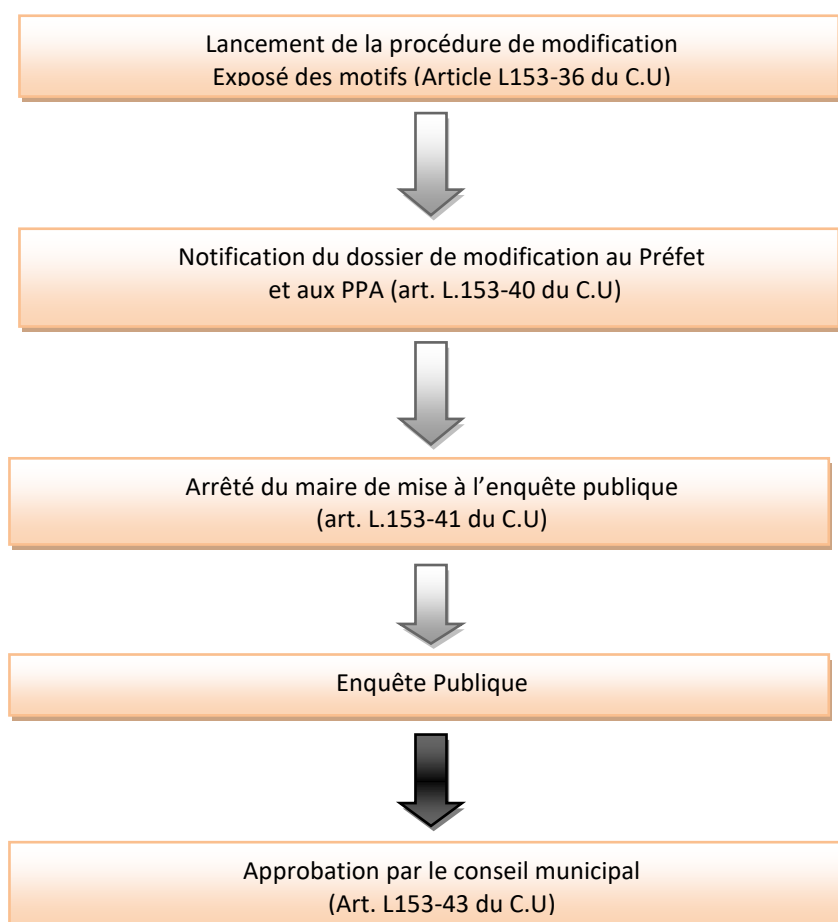 Lancement de la procédure de modification
Exposé des motifs (Article L153-36 du C.U)
Notification du dossier de modification au Préfet
et aux PPA (art. L.153-40 du C.U)
Arrêté du maire de mise à l’enquête publique
(art. L.153-41 du C.U)
Enquête Publique
Approbation par le conseil municipal
(Art. L153-43 du C.U)